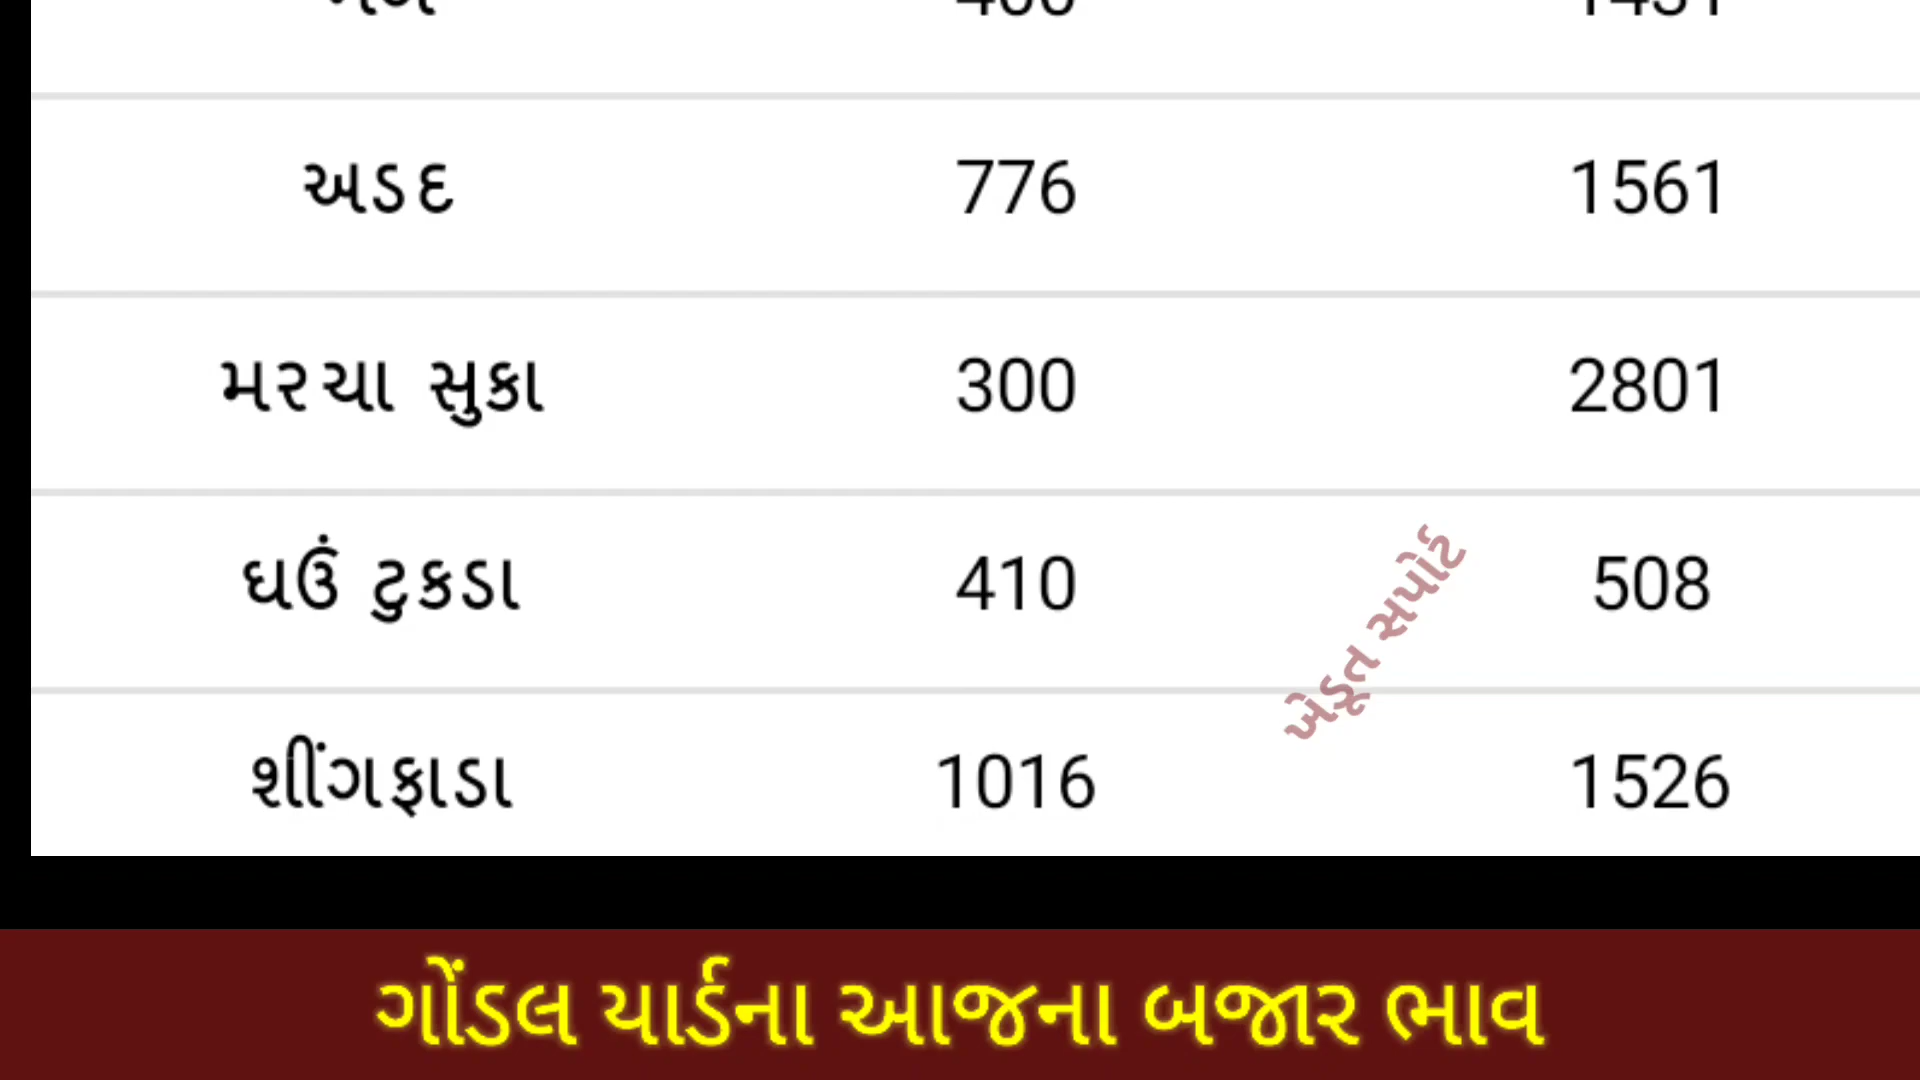 અડદ 776 1561
મરચા સુકા 300 2801
ઘઉં ટુકડા 410 508
ખેડૂત સપોર્ટ
શીંગફાડા 1016 1526
ગોંડલ યાર્ડના આજના બજાર ભાવ